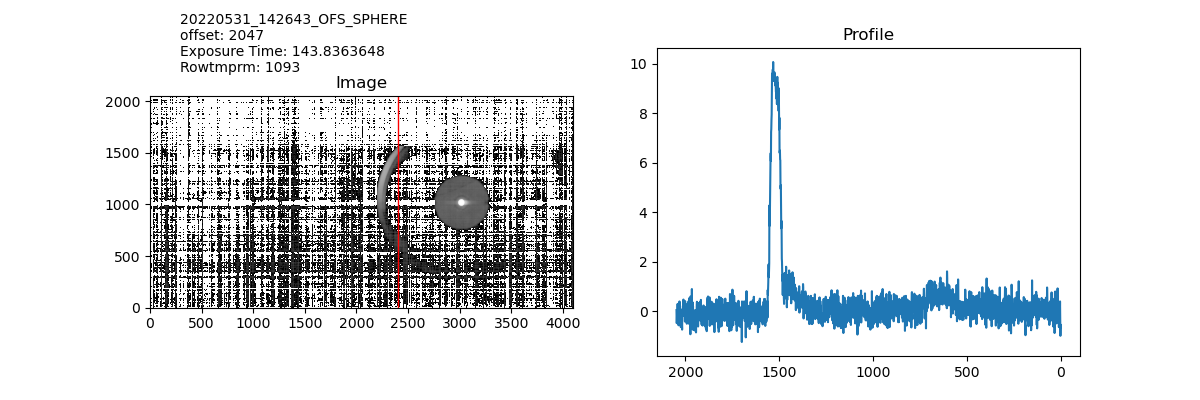 20220531_142643_OFS_SPHERE
offset: 2047
Exposure Time: 143.8363648
Rowtmprm: 1093
Image
2000
1500
1000
500
0
0 500 1000 1500 2000 2500 3000 3500 4000
Profile
10
8
6
4
2
0
2000 1500 1000 500 0